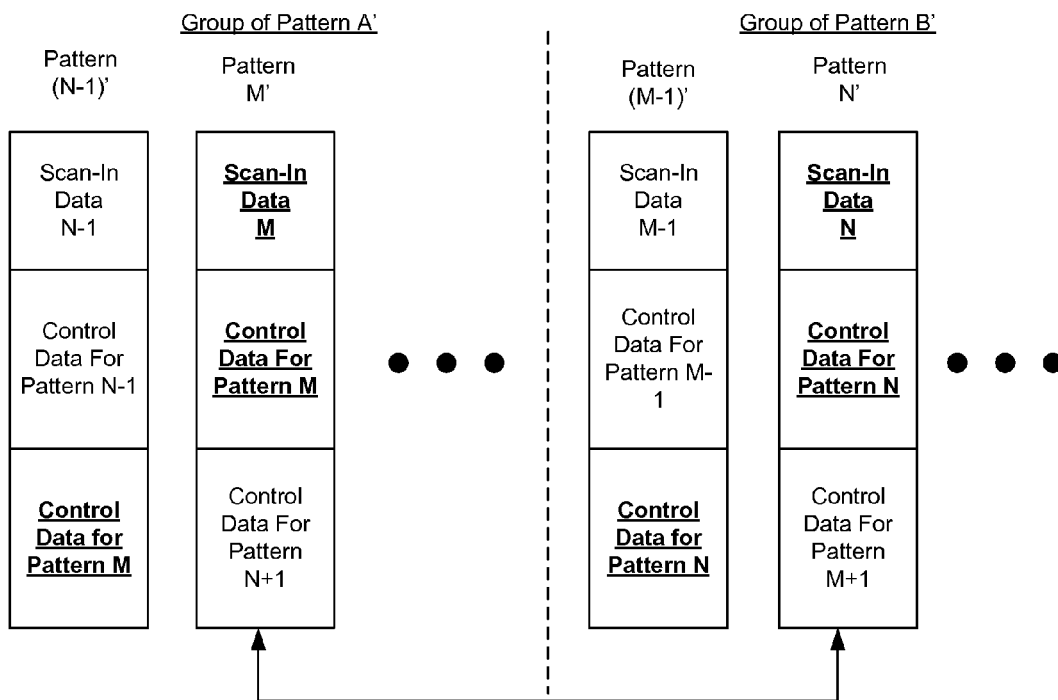 Group of Pattern A'
Pattern
(N-1)'
Pattern
M'
Scan-In
Data
N-1
Control
Data For
Pattern N-1
Control
Data for
Pattern M
Scan-In
Data
M
Control
Data For
Pattern M
Control
Data For
Pattern
N+1
Group of Pattern B'
Pattern
(M-1)'
Pattern
N'
Scan-In
Data
M-1
Control
Data For
Pattern M-
1
Control
Data for
Pattern N
Scan-In
Data
N
Control
Data For
Pattern N
Control
Data For
Pattern
M+1